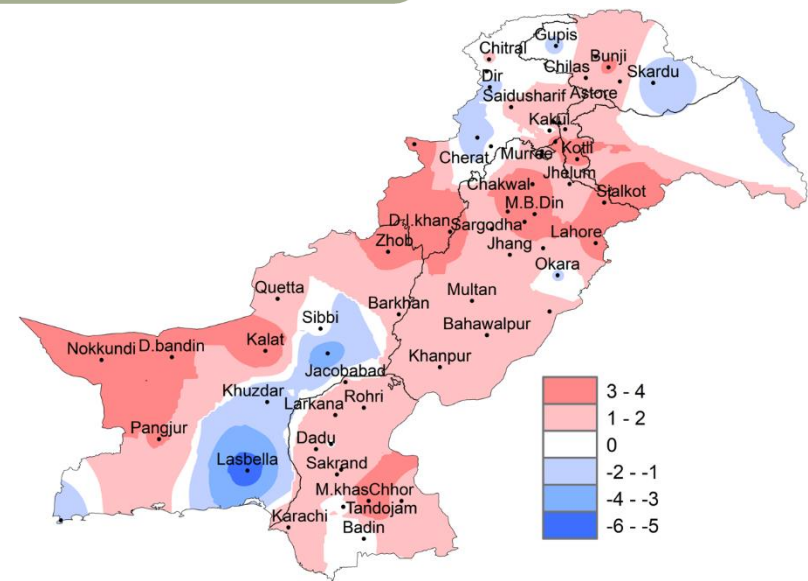 Gupis
Chitral
Bunji
Chilas
Dir
Skardu
Astore
Saidusharif
Kakul
Cherat
Murree
Kotli
Jhelum
Chakwal
Sialkot
M.B.Din
D.I.khan
Sargodha
Lahore
Zhob
Jhang
Okara
Quetta
Multan
Barkhan
Sibbi
Bahawalpur
Kalat
Nokkundi
D.bandin
Khanpur
Jacobabad
Khuzdar
Rohri
Larkana
Pangjur
Dadu
Lasbella
Sakrand
M.khas
Chhor
Tandojam
Karachi
Badin
3 - 4
1 - 2
0
-2 - -1
-4 - -3
-6 - -5